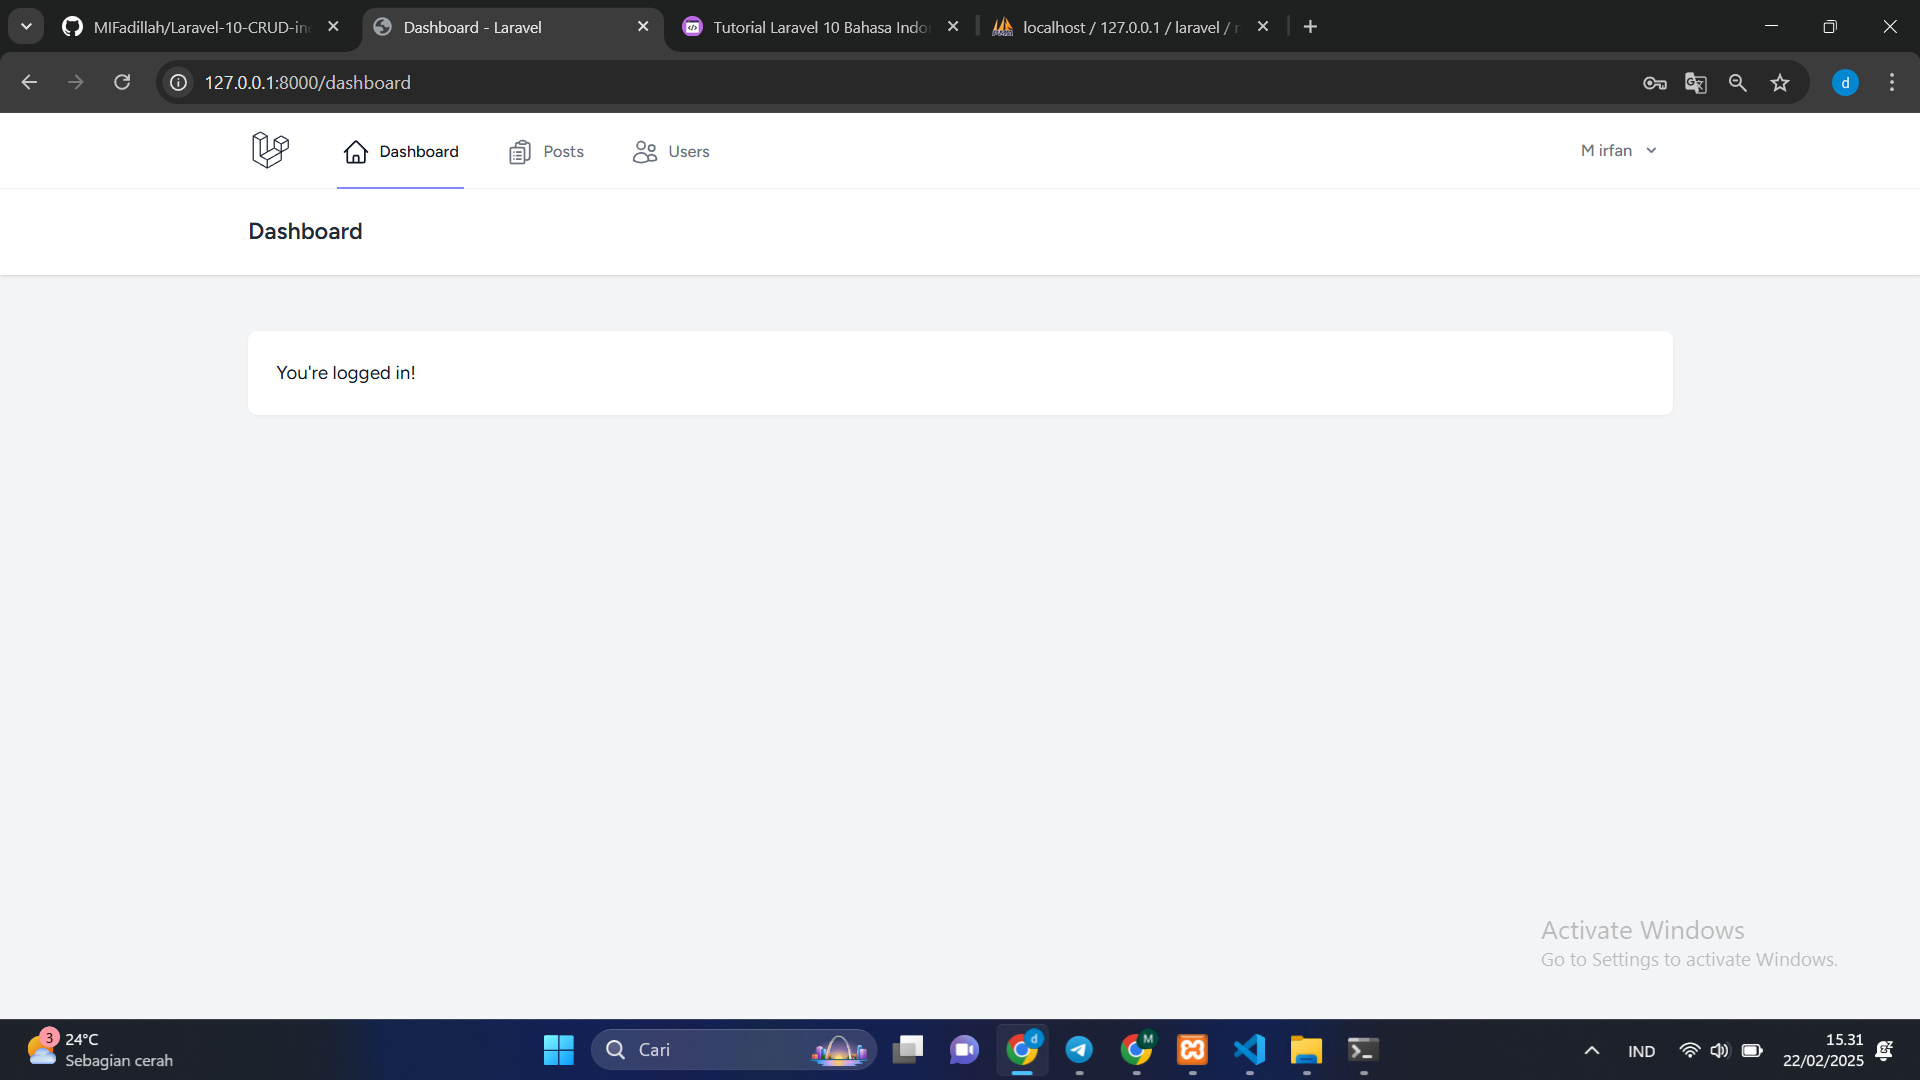 MIFadillah/Laravel-10-CRUD-in
Dashboard - Laravel
Tutorial Laravel 10 Bahasa Indo
localhost / 127.0.0.1 / laravel /
127.0.0.1:8000/dashboard
d
Dashboard
Posts
Users
M irfan
Dashboard
You're logged in!
Activate Windows
Go to Settings to activate Windows.
3
24°C
Sebagian cerah
Cari
d
M
IND
15.31
22/02/2025